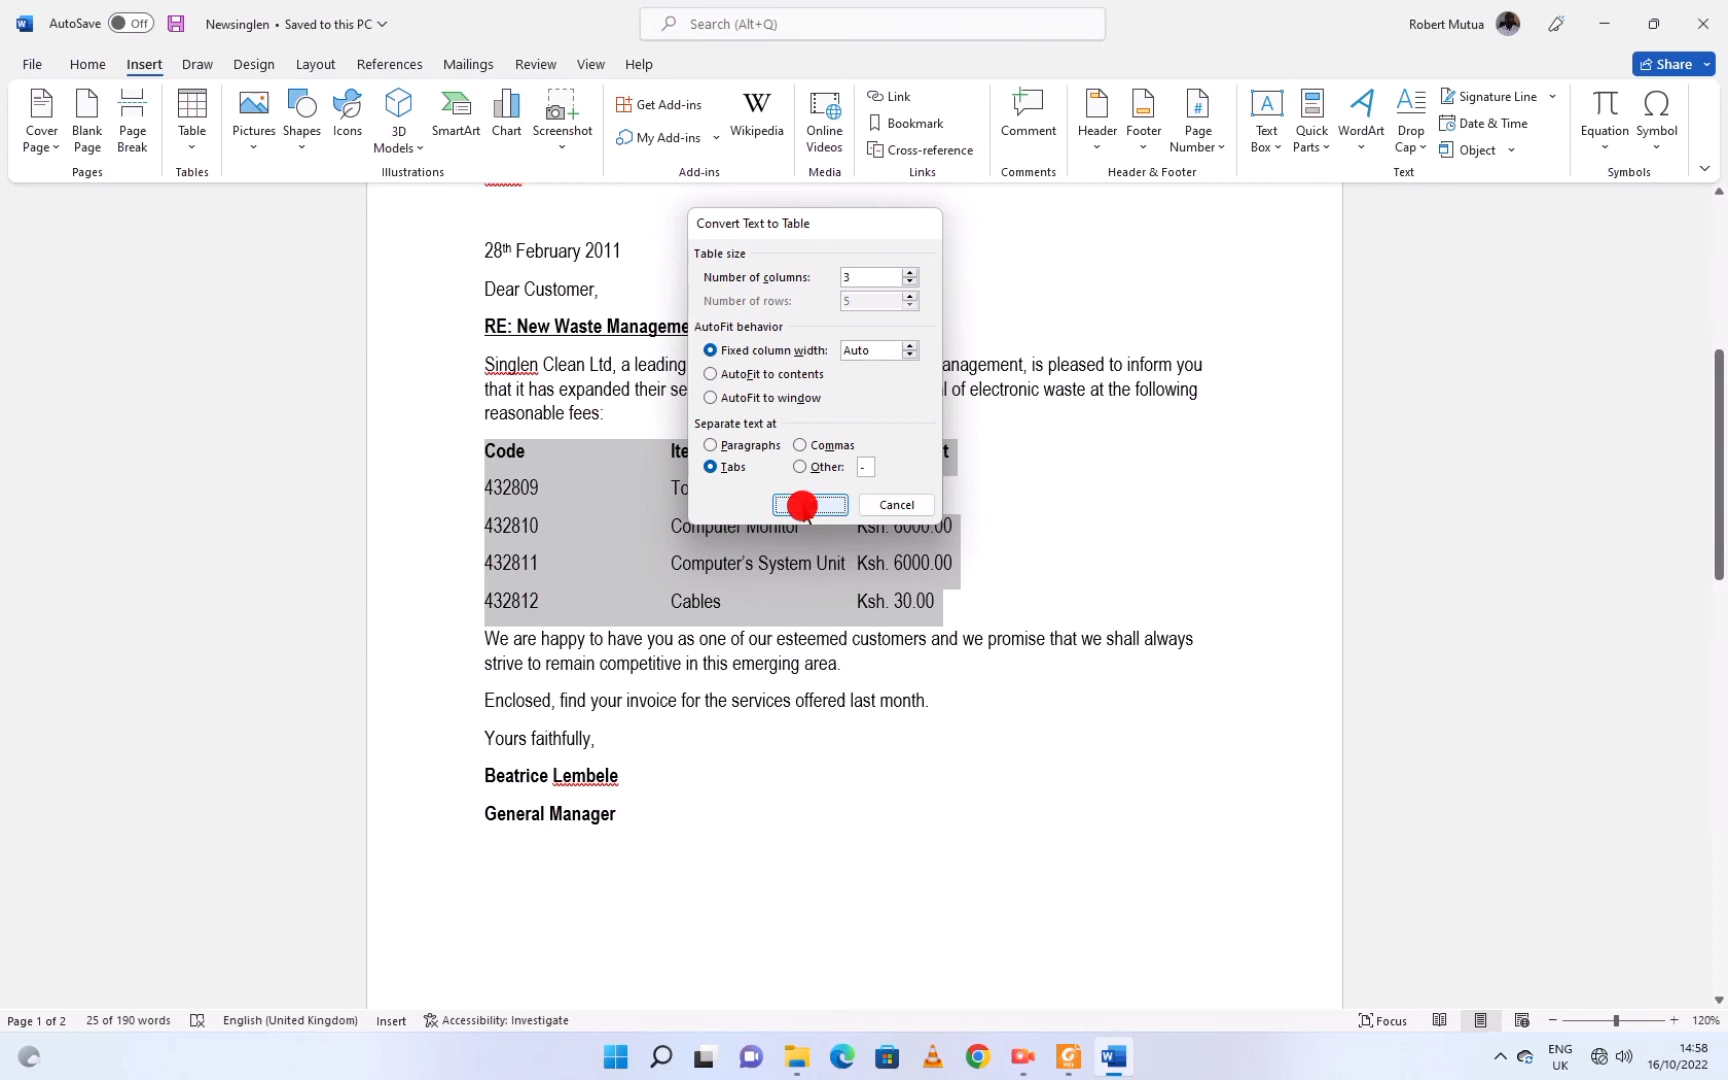 AutoSave Off Newsinglen • Saved to this PC Search (Alt+Q) Robert Mutua
File Home Insert Draw Design Layout References Mailings Review View Help Share
Cover Page Blank Page Page Break Table Pictures Shapes Icons 3D Models SmartArt Chart Screenshot Get Add-ins My Add-ins W Wikipedia Online Videos Link Bookmark Cross-reference Comment Header Footer Page Number Text Box Quick Parts WordArt Drop Cap Signature Line Date & Time Object Equation Symbol
Pages Tables Illustrations Add-ins Media Links Comments Header & Footer Text Symbols
Convert Text to Table
Table size
Number of columns: 3
Number of rows: 5
AutoFit behavior
Fixed column width: Auto
AutoFit to contents
AutoFit to window
Separate text at
Paragraphs Commas
Tabs Other: -
Cancel
28th February 2011
Dear Customer,
RE: New Waste Manageme
Singlen Clean Ltd, a leading anagement, is pleased to inform you
that it has expanded their se l of electronic waste at the following
reasonable fees:
Code Ite t
432809 To
432810 Computer Monitor Ksh. 6000.00
432811 Computer's System Unit Ksh. 6000.00
432812 Cables Ksh. 30.00
We are happy to have you as one of our esteemed customers and we promise that we shall always
strive to remain competitive in this emerging area.
Enclosed, find your invoice for the services offered last month.
Yours faithfully,
Beatrice Lembele
General Manager
Page 1 of 2 25 of 190 words English (United Kingdom) Insert Accessibility: Investigate Focus 120%
ENG UK 14:58 16/10/2022